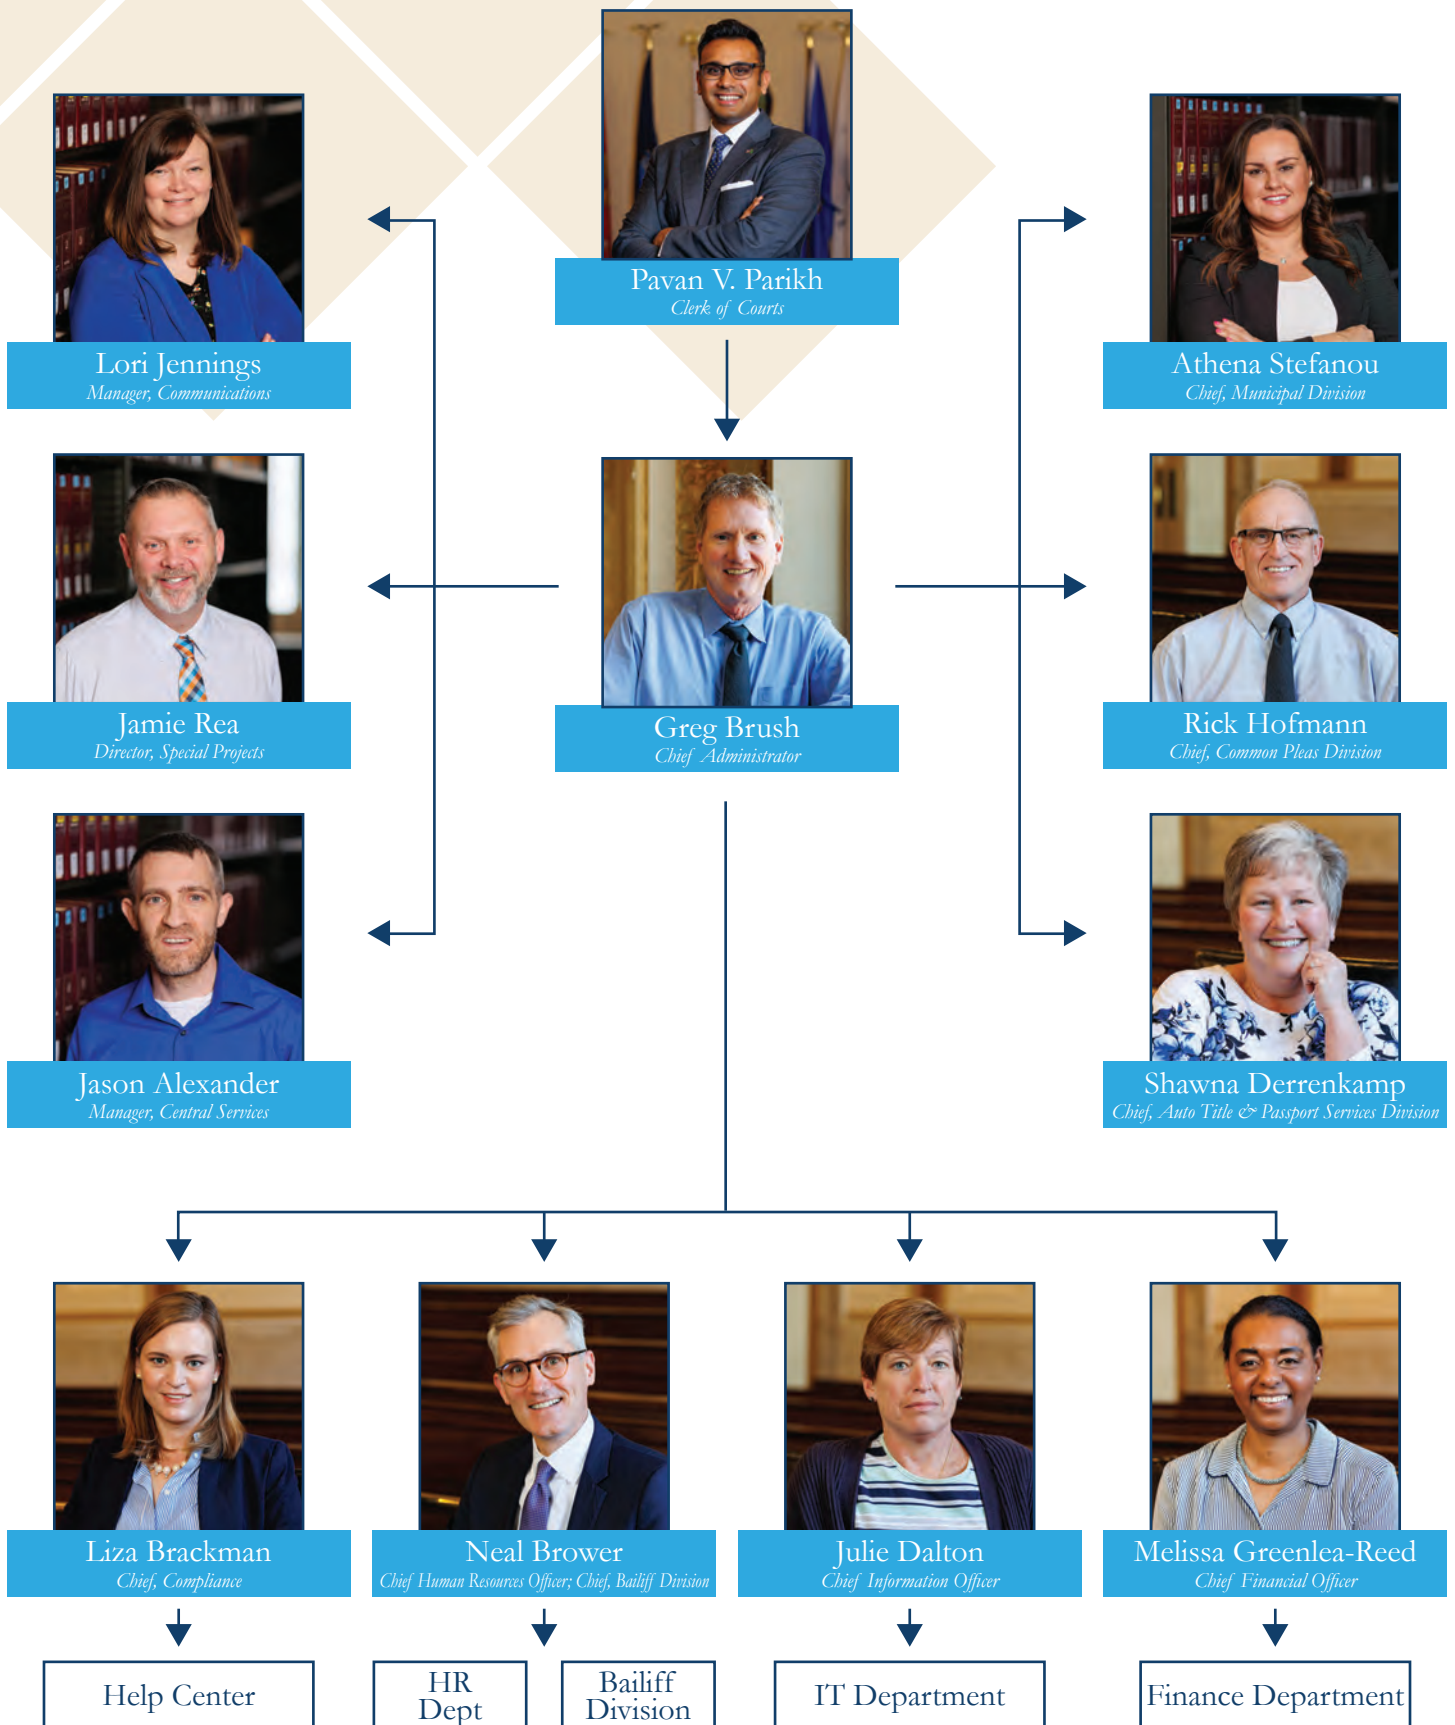 Pavan V. Parikh
Clerk of Courts
Lori Jennings
Manager, Communications
Athena Stefanou
Chief, Municipal Division
Jamie Rea
Director, Special Projects
Greg Brush
Chief Administrator
Rick Hofmann
Chief, Common Pleas Division
Jason Alexander
Manager, Central Services
Shawna Derrenkamp
Chief, Auto Title & Passport Services Division
Liza Brackman
Chief, Compliance
Neal Brower
Chief Human Resources Officer; Chief, Bailiff Division
Julie Dalton
Chief Information Officer
Melissa Greenlea-Reed
Chief Financial Officer
Help Center
HR
Dept
Bailiff
Division
IT Department
Finance Department